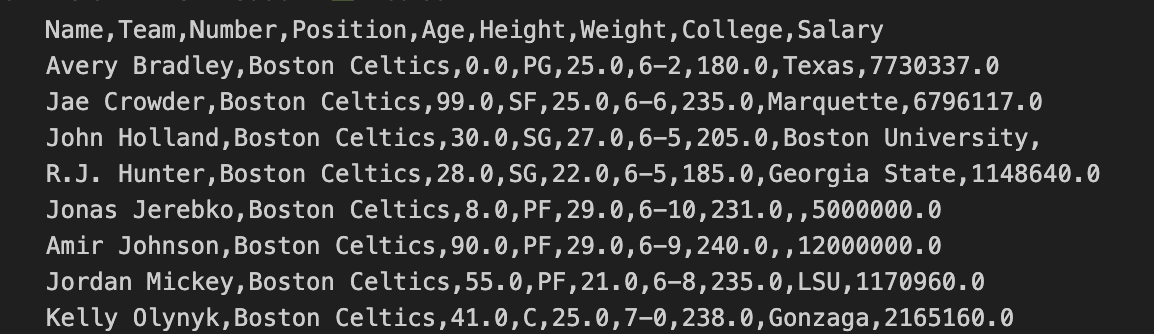 Name,Team,Number,Position,Age,Height,Weight,College,Salary
Avery Bradley,Boston Celtics,0.0,PG,25.0,6-2,180.0,Texas,7730337.0
Jae Crowder,Boston Celtics,99.0,SF,25.0,6-6,235.0,Marquette,6796117.0
John Holland,Boston Celtics,30.0,SG,27.0,6-5,205.0,Boston University,
R.J. Hunter,Boston Celtics,28.0,SG,22.0,6-5,185.0,Georgia State,1148640.0
Jonas Jerebko,Boston Celtics,8.0,PF,29.0,6-10,231.0,,5000000.0
Amir Johnson,Boston Celtics,90.0,PF,29.0,6-9,240.0,,12000000.0
Jordan Mickey,Boston Celtics,55.0,PF,21.0,6-8,235.0,LSU,1170960.0
Kelly Olynyk,Boston Celtics,41.0,C,25.0,7-0,238.0,Gonzaga,2165160.0